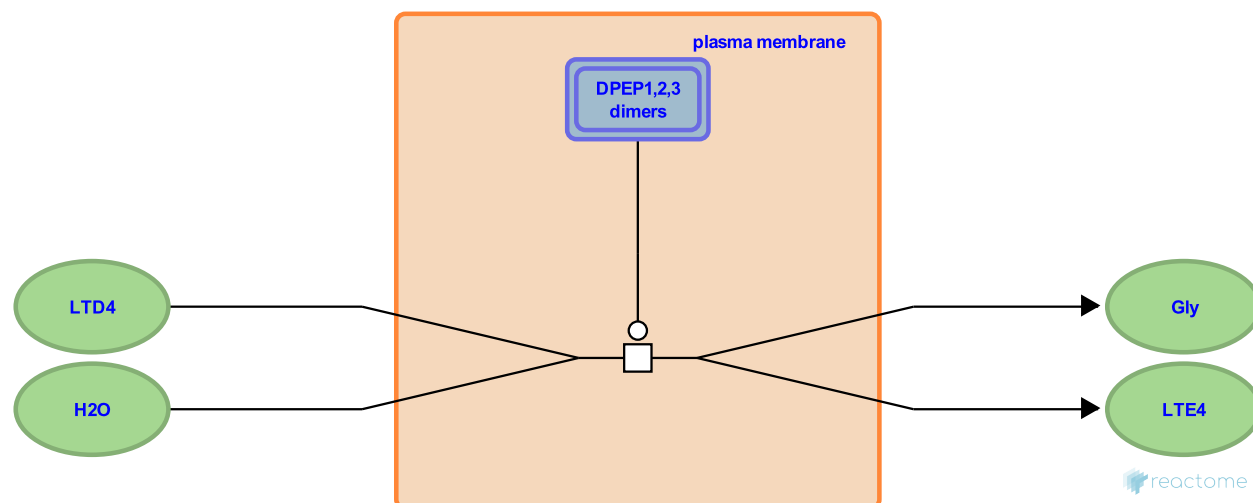 plasma membrane
DPEP1,2,3
dimers
LTD4
Gly
H2O
LTE4
reactome